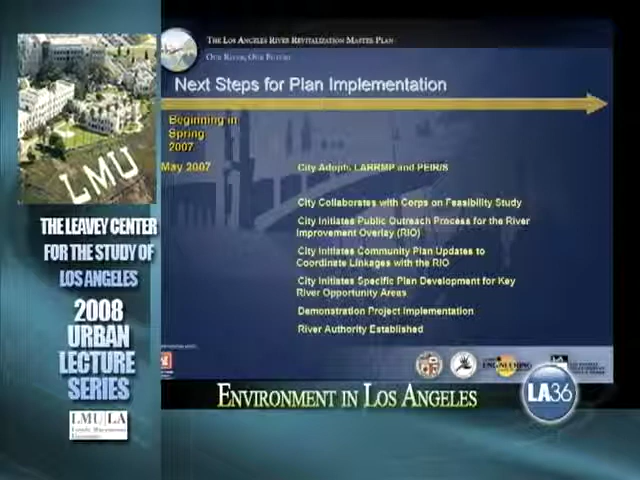 THE LOS ANGELES RIVER REVITALIZATION MASTER PLAN
OUR RIVER, OUR FUTURE
Next Steps for Plan Implementation
Beginning in
Spring
2007
May 2007
City Adopts LARRMP and PEIR/S
City Collaborates with Corps on Feasibility Study
City Initiates Public Outreach Process for the River
Improvement Overlay (RIO)
City Initiates Community Plan Updates to
Coordinate Linkages with the RIO
City Initiates Specific Plan Development for Key
River Opportunity Areas
Demonstration Project Implementation
River Authority Established
ENGINEERING
LMU
THE LEAVEY CENTER
FOR THE STUDY OF
LOS ANGELES
2008
URBAN
LECTURE
SERIES
LMU LA
Loyola Marymount
University
ENVIRONMENT IN LOS ANGELES
LA36